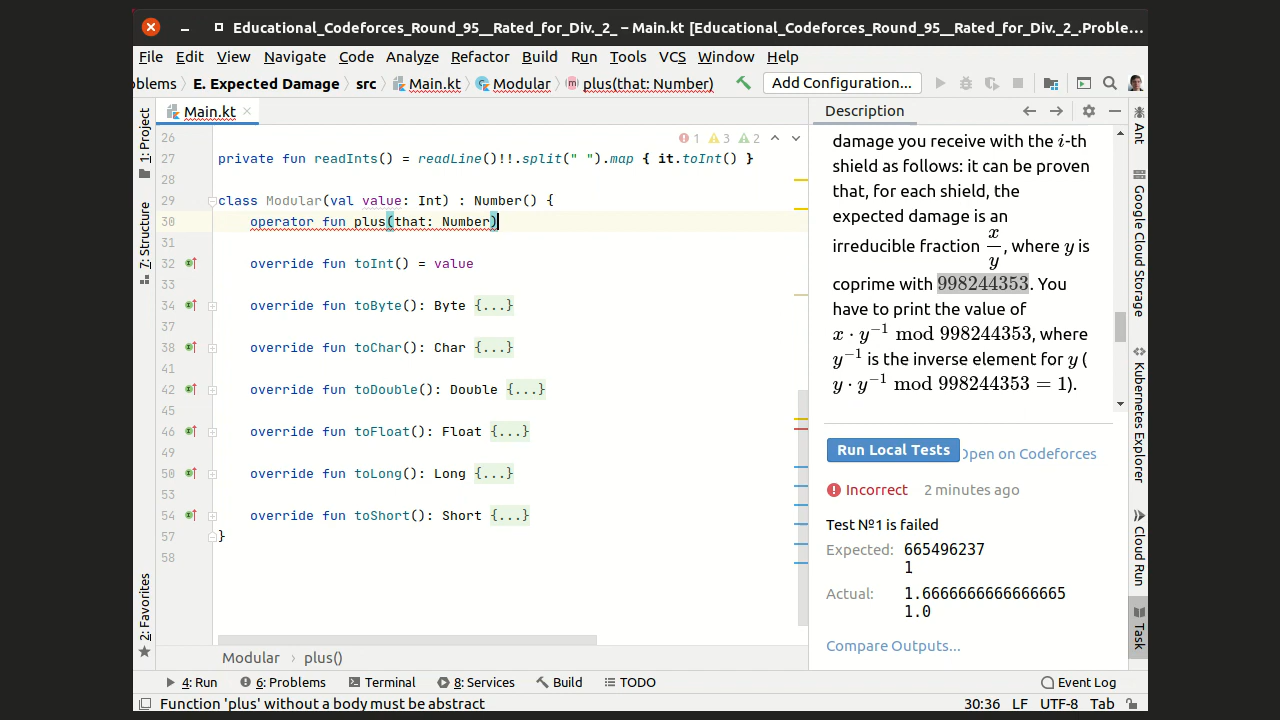 Educational_Codeforces_Round_95__Rated_for_Div._2_ – Main.kt [Educational_Codeforces_Round_95__Rated_for_Div._2_.Proble...
File Edit View Navigate Code Analyze Refactor Build Run Tools VCS Window Help
oblems E. Expected Damage src Main.kt Modular plus(that: Number) Add Configuration...
1: Project
7: Structure
2: Favorites
Main.kt
1 3 2
26
27 private fun readInts() = readLine()!!.split(" ").map { it.toInt() }
28
29 class Modular(val value: Int) : Number() {
30 operator fun plus(that: Number)
31
32 override fun toInt() = value
33
34 override fun toByte(): Byte {...}
37
38 override fun toChar(): Char {...}
41
42 override fun toDouble(): Double {...}
45
46 override fun toFloat(): Float {...}
49
50 override fun toLong(): Long {...}
53
54 override fun toShort(): Short {...}
57 }
58
Modular plus()
Description
damage you receive with the i-th
shield as follows: it can be proven
that, for each shield, the
expected damage is an
irreducible fraction x/y, where y is
coprime with 998244353. You
have to print the value of
x · y⁻¹ mod 998244353, where
y⁻¹ is the inverse element for y (
y · y⁻¹ mod 998244353 = 1).
Run Local Tests Open on Codeforces
Incorrect 2 minutes ago
Test №1 is failed
Expected: 665496237
1
Actual: 1.6666666666666665
1.0
Compare Outputs...
Ant
Google Cloud Storage
Kubernetes Explorer
Cloud Run
Task
4: Run 6: Problems Terminal 8: Services Build TODO Event Log
Function 'plus' without a body must be abstract 30:36 LF UTF-8 Tab